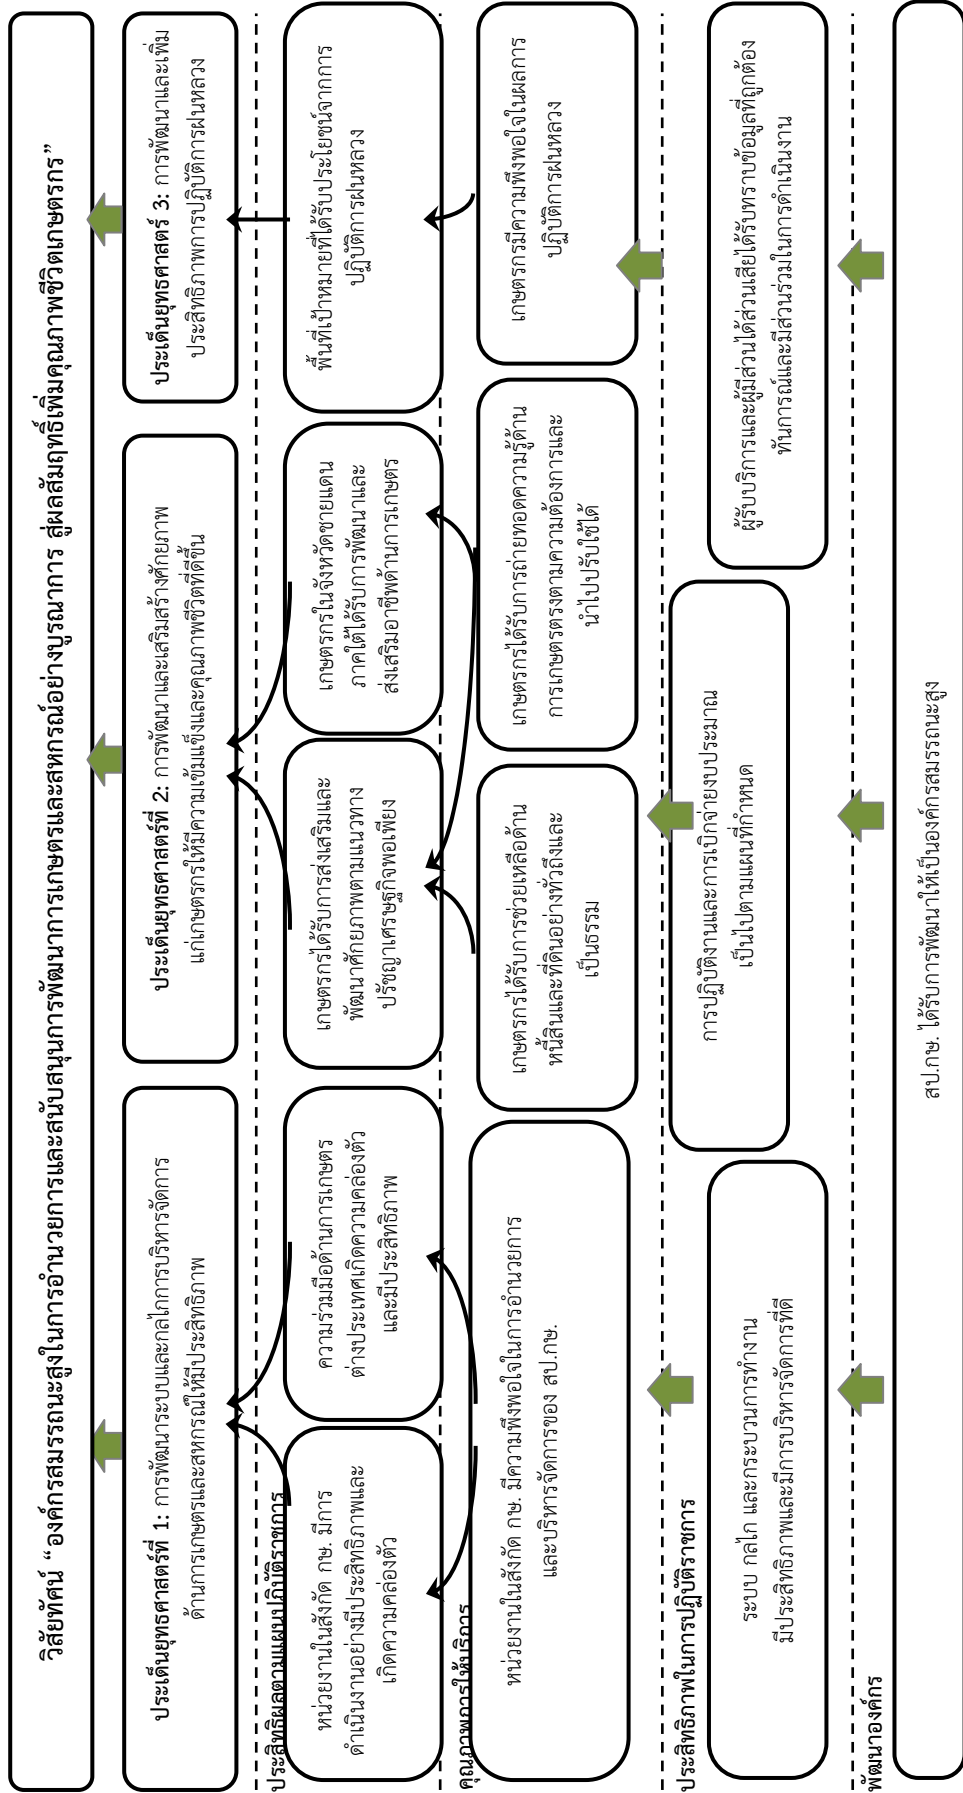 วิสัยทัศน์ “องค์กรสมรรถนะสูงในการอำนวยการและสนับสนุนการพัฒนาการเกษตรและสหกรณ์อย่างบูรณาการ สู่ผลสัมฤทธิ์เพิ่มคุณภาพชีวิตเกษตรกร”
ประเด็นยุทธศาสตร์ที่ 1: การพัฒนาระบบและกลไกการบริหารจัดการ
ด้านการเกษตรและสหกรณ์ให้มีประสิทธิภาพ
ประเด็นยุทธศาสตร์ที่ 2: การพัฒนาและเสริมสร้างศักยภาพ
แก่เกษตรกรให้มีความเข้มแข็งและคุณภาพชีวิตที่ดีขึ้น
ประเด็นยุทธศาสตร์ 3: การพัฒนาและเพิ่ม
ประสิทธิภาพการปฏิบัติการฝนหลวง
ประสิทธิผลตามแผนปฏิบัติราชการ
หน่วยงานในสังกัด กษ. มีการ
ดำเนินงานอย่างมีประสิทธิภาพและ
เกิดความคล่องตัว
ความร่วมมือด้านการเกษตร
ต่างประเทศเกิดความคล่องตัว
และมีประสิทธิภาพ
เกษตรกรได้รับการส่งเสริมและ
พัฒนาศักยภาพตามแนวทาง
ปรัชญาเศรษฐกิจพอเพียง
เกษตรกรในจังหวัดชายแดน
ภาคใต้ได้รับการพัฒนาและ
ส่งเสริมอาชีพด้านการเกษตร
พื้นที่เป้าหมายที่ได้รับประโยชน์จากการ
ปฏิบัติการฝนหลวง
คุณภาพการให้บริการ
หน่วยงานในสังกัด กษ. มีความพึงพอใจในการอำนวยการ
และบริหารจัดการของ สป.กษ.
เกษตรกรได้รับการช่วยเหลือด้าน
หนี้สินและที่ดินอย่างทั่วถึงและ
เป็นธรรม
เกษตรกรได้รับการถ่ายทอดความรู้ด้าน
การเกษตรตรงตามความต้องการและ
นำไปปรับใช้ได้
เกษตรกรมีความพึงพอใจในผลการ
ปฏิบัติการฝนหลวง
ประสิทธิภาพในการปฏิบัติราชการ
ระบบ กลไก และกระบวนการทำงาน
มีประสิทธิภาพและมีการบริหารจัดการที่ดี
การปฏิบัติงานและการเบิกจ่ายงบประมาณ
เป็นไปตามแผนที่กำหนด
ผู้รับบริการและผู้มีส่วนได้ส่วนเสียได้รับทราบข้อมูลที่ถูกต้อง
ทันการณ์และมีส่วนร่วมในการดำเนินงาน
พัฒนาองค์กร
สป.กษ. ได้รับการพัฒนาให้เป็นองค์กรสมรรถนะสูง